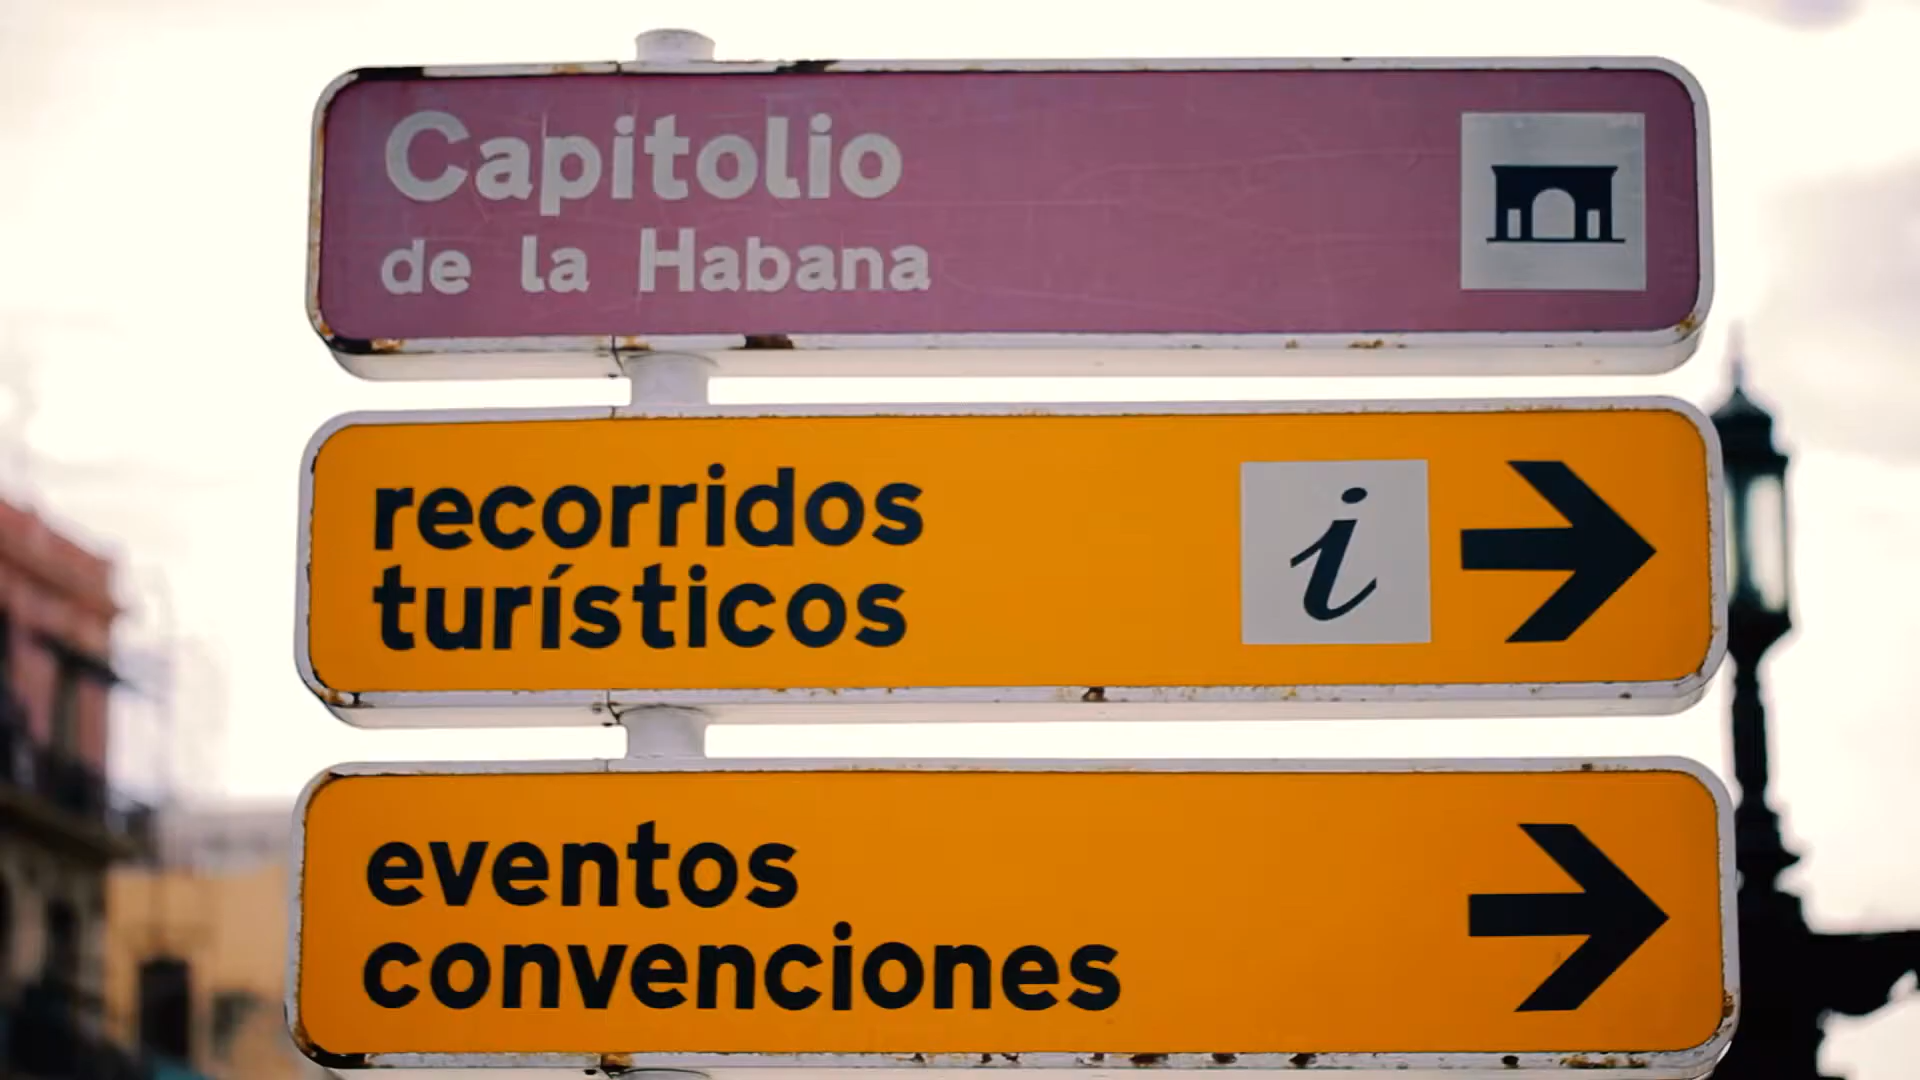 Capitolio
de la Habana
recorridos
turísticos
i
eventos
convenciones